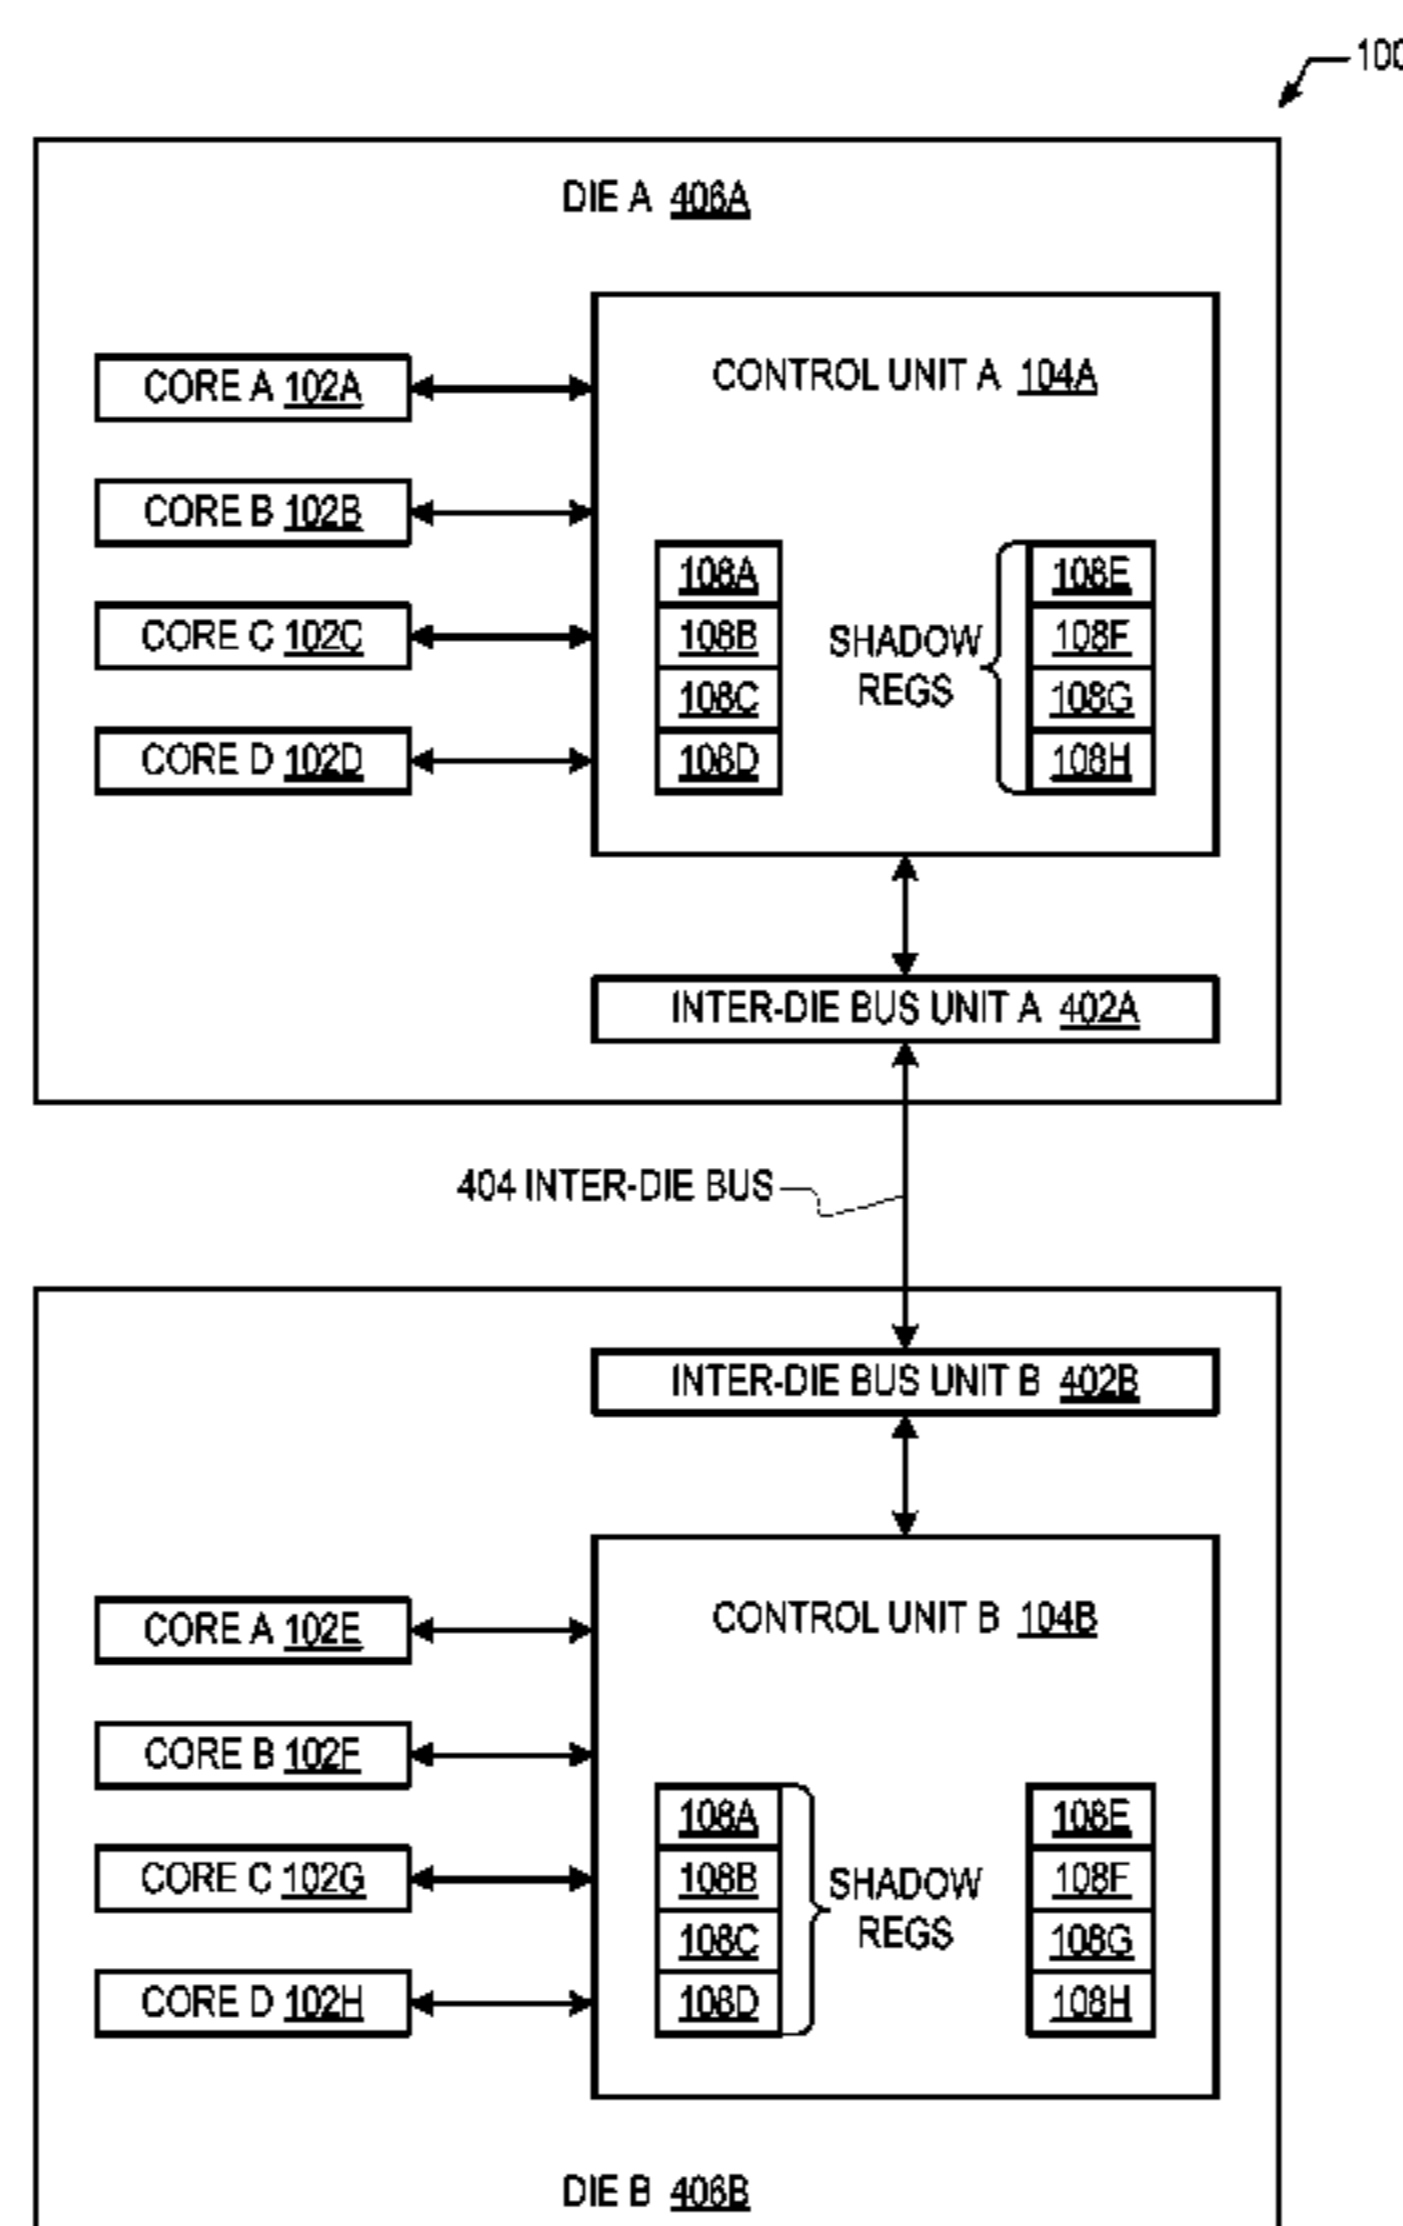 100
DIE A 406A
CONTROL UNIT A 104A
CORE A 102A
CORE B 102B
CORE C 102C
CORE D 102D
108A
108B
108C
108D
SHADOW
REGS
108E
108F
108G
108H
INTER-DIE BUS UNIT A 402A
404 INTER-DIE BUS
INTER-DIE BUS UNIT B 402B
CONTROL UNIT B 104B
CORE A 102E
CORE B 102F
CORE C 102G
CORE D 102H
108A
108B
108C
108D
SHADOW
REGS
108E
108F
108G
108H
DIE B 406B